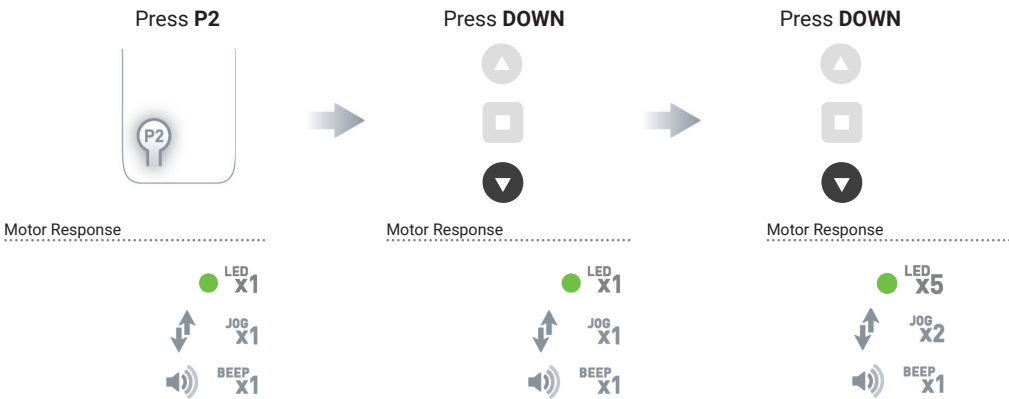 Press P2
Press DOWN
Press DOWN
P2
Motor Response
Motor Response
Motor Response
LED x1
LED x1
LED x5
JOG x1
JOG x1
JOG x2
BEEP x1
BEEP x1
BEEP x1